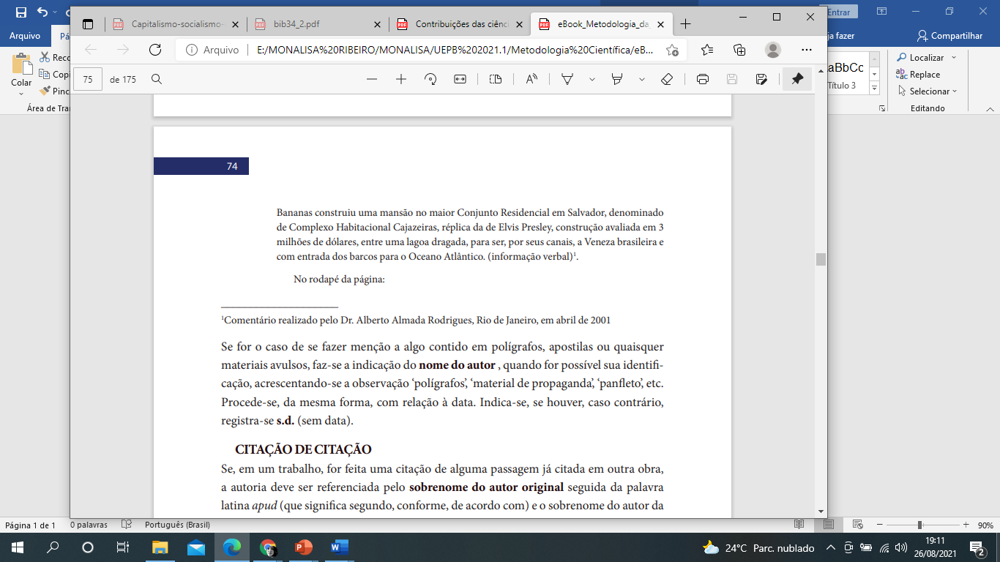 Entrar
Capitalismo-socialismo-
bib34_2.pdf
Contribuições das ciênci
eBook_Metodologia_da_
Arquivo
E:/MONALISA%20RIBEIRO/MONALISA/UEPB%202021.1/Metodologia%20Científica/eB...
Arquivo
Pá
ja fazer
Compartilhar
75 de 175
Colar
Reco
Copi
Pinc
Área de Tran
aBbCc
Título 3
Localizar
Replace
Selecionar
Editando
74
Bananas construiu uma mansão no maior Conjunto Residencial em Salvador, denominado
de Complexo Habitacional Cajazeiras, réplica da de Elvis Presley, construção avaliada em 3
milhões de dólares, entre uma lagoa dragada, para ser, por seus canais, a Veneza brasileira e
com entrada dos barcos para o Oceano Atlântico. (informação verbal)¹.
No rodapé da página:
¹Comentário realizado pelo Dr. Alberto Almada Rodrigues, Rio de Janeiro, em abril de 2001
Se for o caso de se fazer menção a algo contido em polígrafos, apostilas ou quaisquer
materiais avulsos, faz-se a indicação do nome do autor , quando for possível sua identifi-
cação, acrescentando-se a observação ‘polígrafos’, ‘material de propaganda’, ‘panfleto’, etc.
Procede-se, da mesma forma, com relação à data. Indica-se, se houver, caso contrário,
registra-se s.d. (sem data).
CITAÇÃO DE CITAÇÃO
Se, em um trabalho, for feita uma citação de alguma passagem já citada em outra obra,
a autoria deve ser referenciada pelo sobrenome do autor original seguida da palavra
latina apud (que significa segundo, conforme, de acordo com) e o sobrenome do autor da
Página 1 de 1
0 palavras
Português (Brasil)
90%
24°C Parc. nublado
19:11
26/08/2021
2